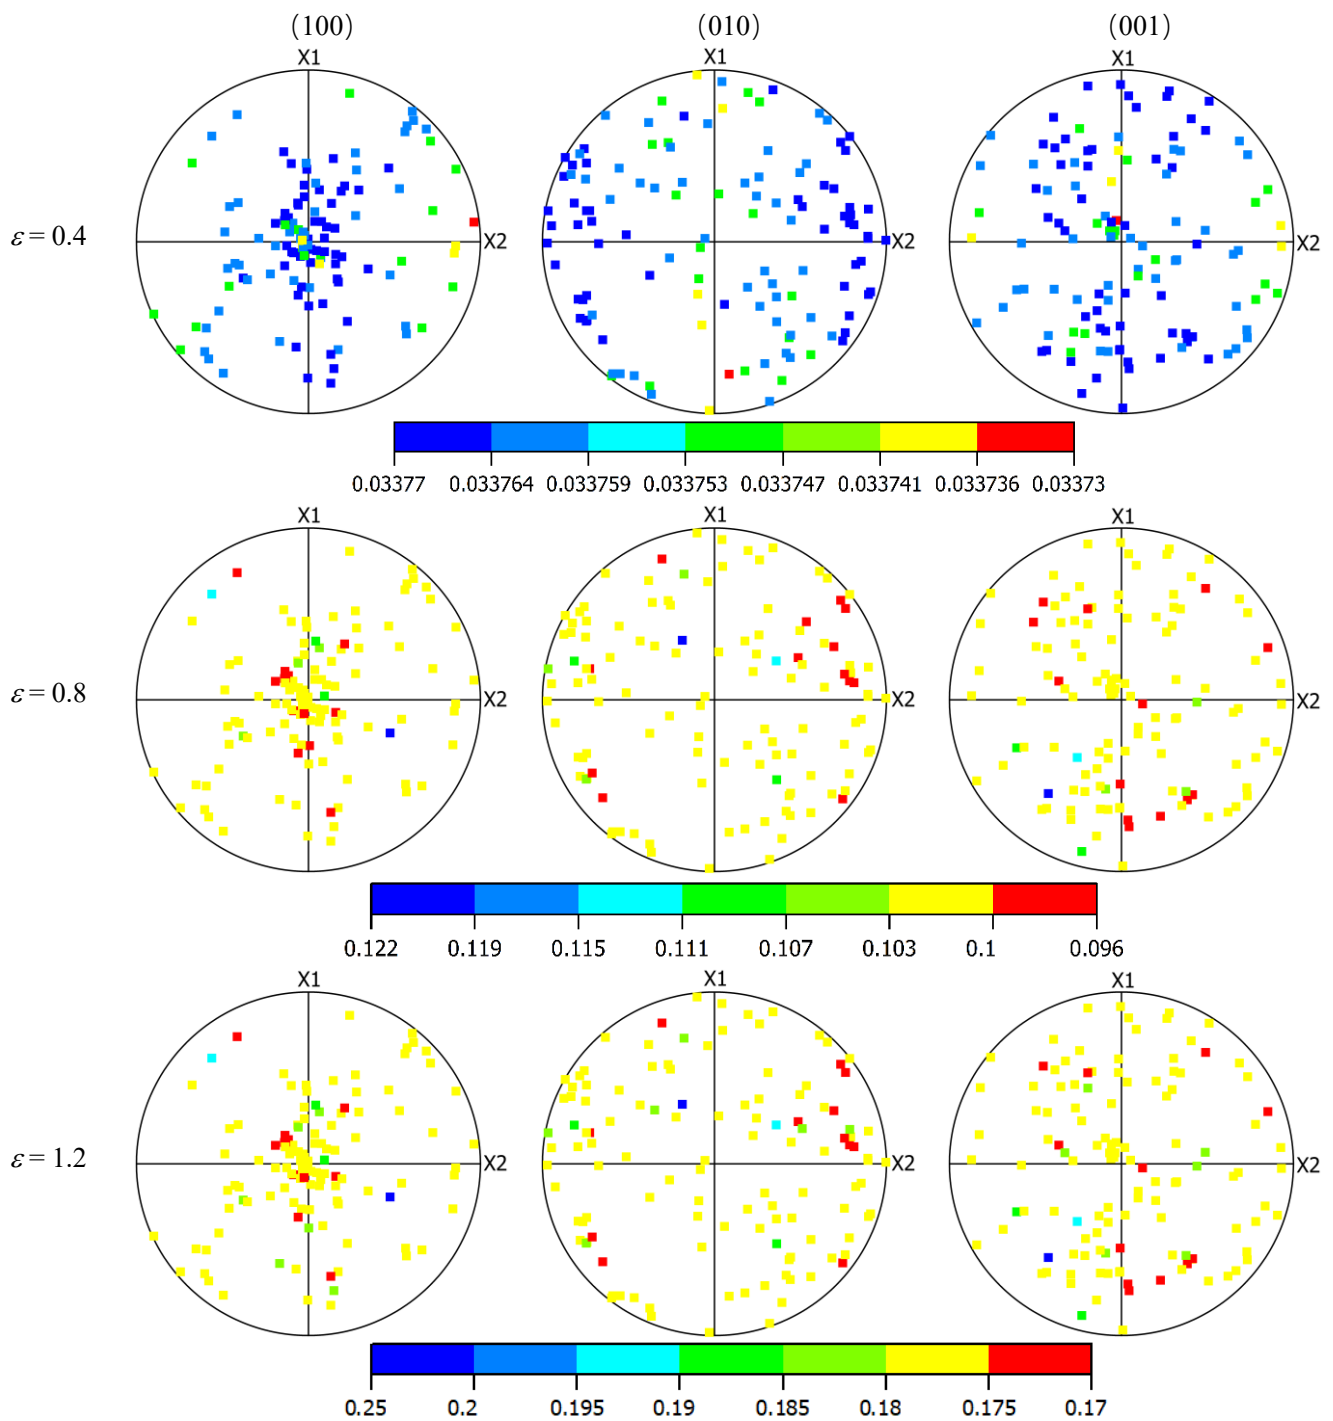 (100) (010) (001)
X1 X1 X1
ε = 0.4 X2 X2 X2
0.03377 0.033764 0.033759 0.033753 0.033747 0.033741 0.033736 0.03373
X1 X1 X1
ε = 0.8 X2 X2 X2
0.122 0.119 0.115 0.111 0.107 0.103 0.1 0.096
X1 X1 X1
ε = 1.2 X2 X2 X2
0.25 0.2 0.195 0.19 0.185 0.18 0.175 0.17